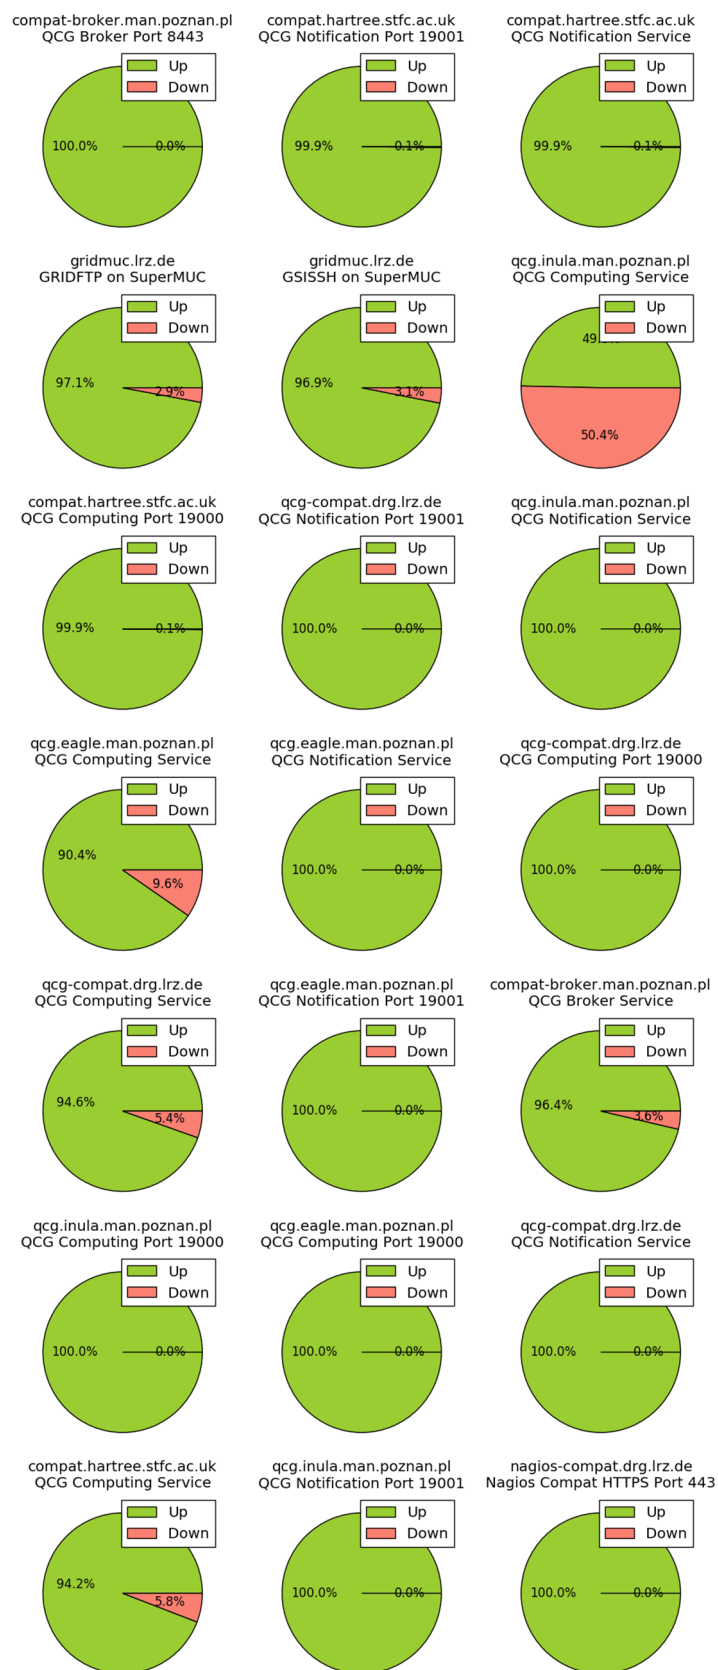 compat-broker.man.poznan.pl
QCG Broker Port 8443
Up
Down
100.0%
0.0%
compat.hartree.stfc.ac.uk
QCG Notification Port 19001
Up
Down
99.9%
0.1%
compat.hartree.stfc.ac.uk
QCG Notification Service
Up
Down
99.9%
0.1%
gridmuc.lrz.de
GRIDFTP on SuperMUC
Up
Down
97.1%
2.9%
gridmuc.lrz.de
GSISSH on SuperMUC
Up
Down
96.9%
3.1%
qcg.inula.man.poznan.pl
QCG Computing Service
Up
Down
50.4%
compat.hartree.stfc.ac.uk
QCG Computing Port 19000
Up
Down
99.9%
0.1%
qcg-compat.drg.lrz.de
QCG Notification Port 19001
Up
Down
100.0%
0.0%
qcg.inula.man.poznan.pl
QCG Notification Service
Up
Down
100.0%
0.0%
qcg.eagle.man.poznan.pl
QCG Computing Service
Up
Down
90.4%
9.6%
qcg.eagle.man.poznan.pl
QCG Notification Service
Up
Down
100.0%
0.0%
qcg-compat.drg.lrz.de
QCG Computing Port 19000
Up
Down
100.0%
0.0%
qcg-compat.drg.lrz.de
QCG Computing Service
Up
Down
94.6%
5.4%
qcg.eagle.man.poznan.pl
QCG Notification Port 19001
Up
Down
100.0%
0.0%
compat-broker.man.poznan.pl
QCG Broker Service
Up
Down
96.4%
3.6%
qcg.inula.man.poznan.pl
QCG Computing Port 19000
Up
Down
100.0%
0.0%
qcg.eagle.man.poznan.pl
QCG Computing Port 19000
Up
Down
100.0%
0.0%
qcg-compat.drg.lrz.de
QCG Notification Service
Up
Down
100.0%
0.0%
compat.hartree.stfc.ac.uk
QCG Computing Service
Up
Down
94.2%
5.8%
qcg.inula.man.poznan.pl
QCG Notification Port 19001
Up
Down
100.0%
0.0%
nagios-compat.drg.lrz.de
Nagios Compat HTTPS Port 443
Up
Down
100.0%
0.0%